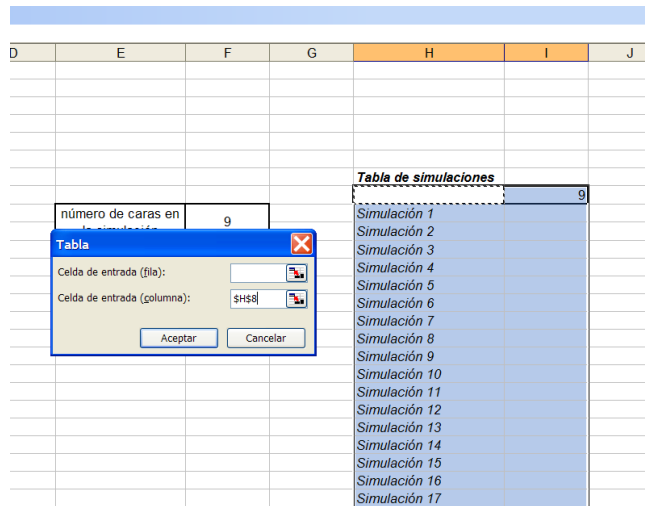 D E F G H I J
Tabla de simulaciones
9
número de caras en
la simulación
9
Tabla
Celda de entrada (fila):
Celda de entrada (columna):
$H$8
Aceptar
Cancelar
Simulación 1
Simulación 2
Simulación 3
Simulación 4
Simulación 5
Simulación 6
Simulación 7
Simulación 8
Simulación 9
Simulación 10
Simulación 11
Simulación 12
Simulación 13
Simulación 14
Simulación 15
Simulación 16
Simulación 17